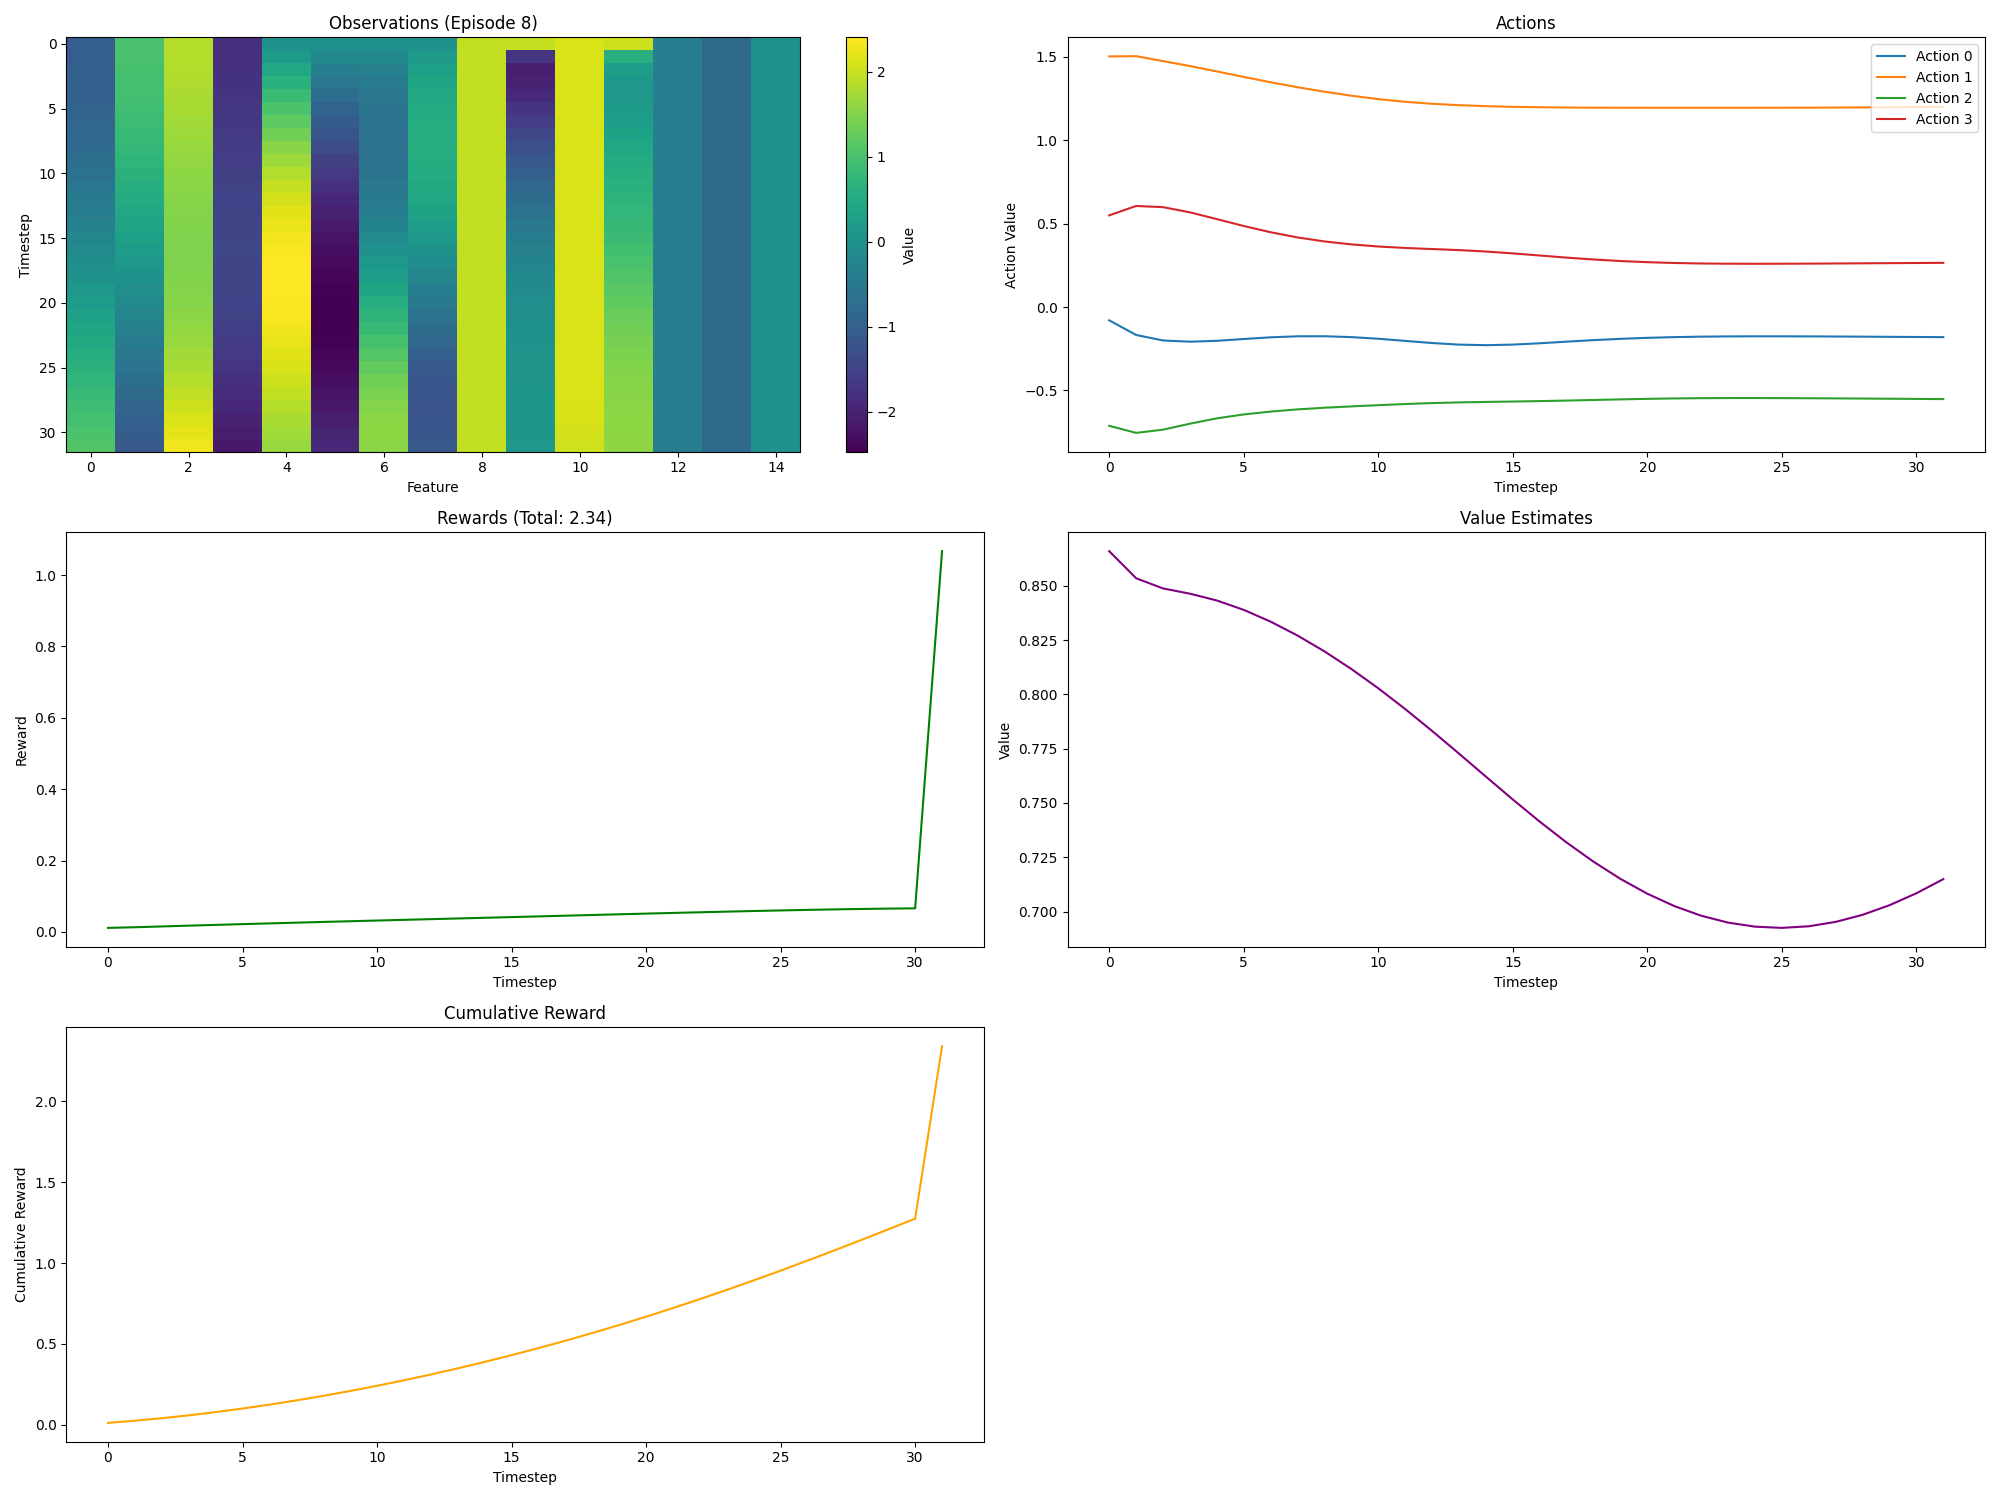 Observations (Episode 8)
0
5
10
15
20
25
30
Timestep
0 2 4 6 8 10 12 14
Feature
2
1
0
−1
−2
Value
Actions
1.5
1.0
0.5
0.0
−0.5
Action Value
Action 0
Action 1
Action 2
Action 3
0 5 10 15 20 25 30
Timestep
Rewards (Total: 2.34)
1.0
0.8
0.6
0.4
0.2
0.0
Reward
0 5 10 15 20 25 30
Timestep
Value Estimates
0.850
0.825
0.800
0.775
0.750
0.725
0.700
Value
0 5 10 15 20 25 30
Timestep
Cumulative Reward
2.0
1.5
1.0
0.5
0.0
Cumulative Reward
0 5 10 15 20 25 30
Timestep